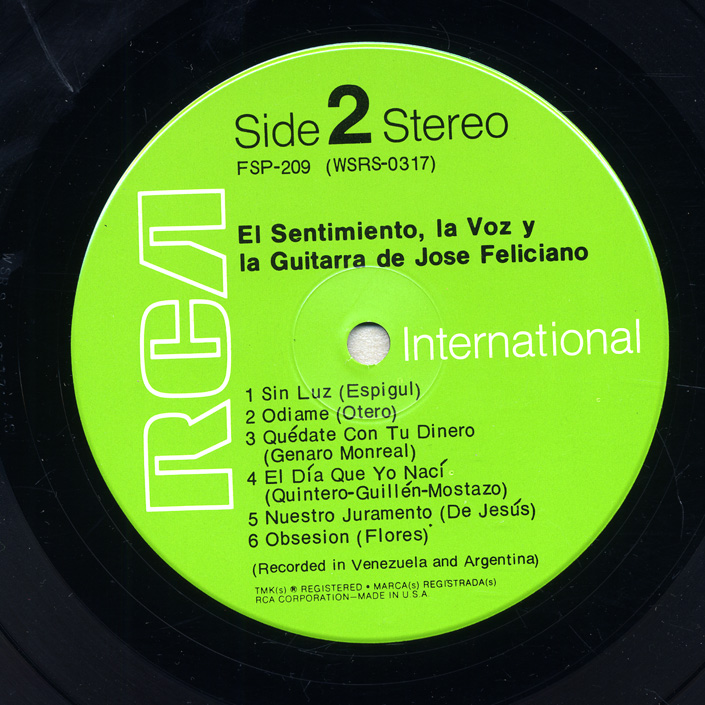 Side 2 Stereo
FSP-209 (WSRS-0317)
El Sentimiento, la Voz y
la Guitarra de Jose Feliciano
RCA
International
1 Sin Luz (Espigul)
2 Odiame (Otero)
3 Quédate Con Tu Dinero
(Genaro Monreal)
4 El Día Que Yo Nací
(Quintero-Guillén-Mostazo)
5 Nuestro Juramento (De Jesús)
6 Obsesion (Flores)
(Recorded in Venezuela and Argentina)
TMK(s) ® REGISTERED • MARCA(s) REGISTRADA(s)
RCA CORPORATION—MADE IN U.S.A.